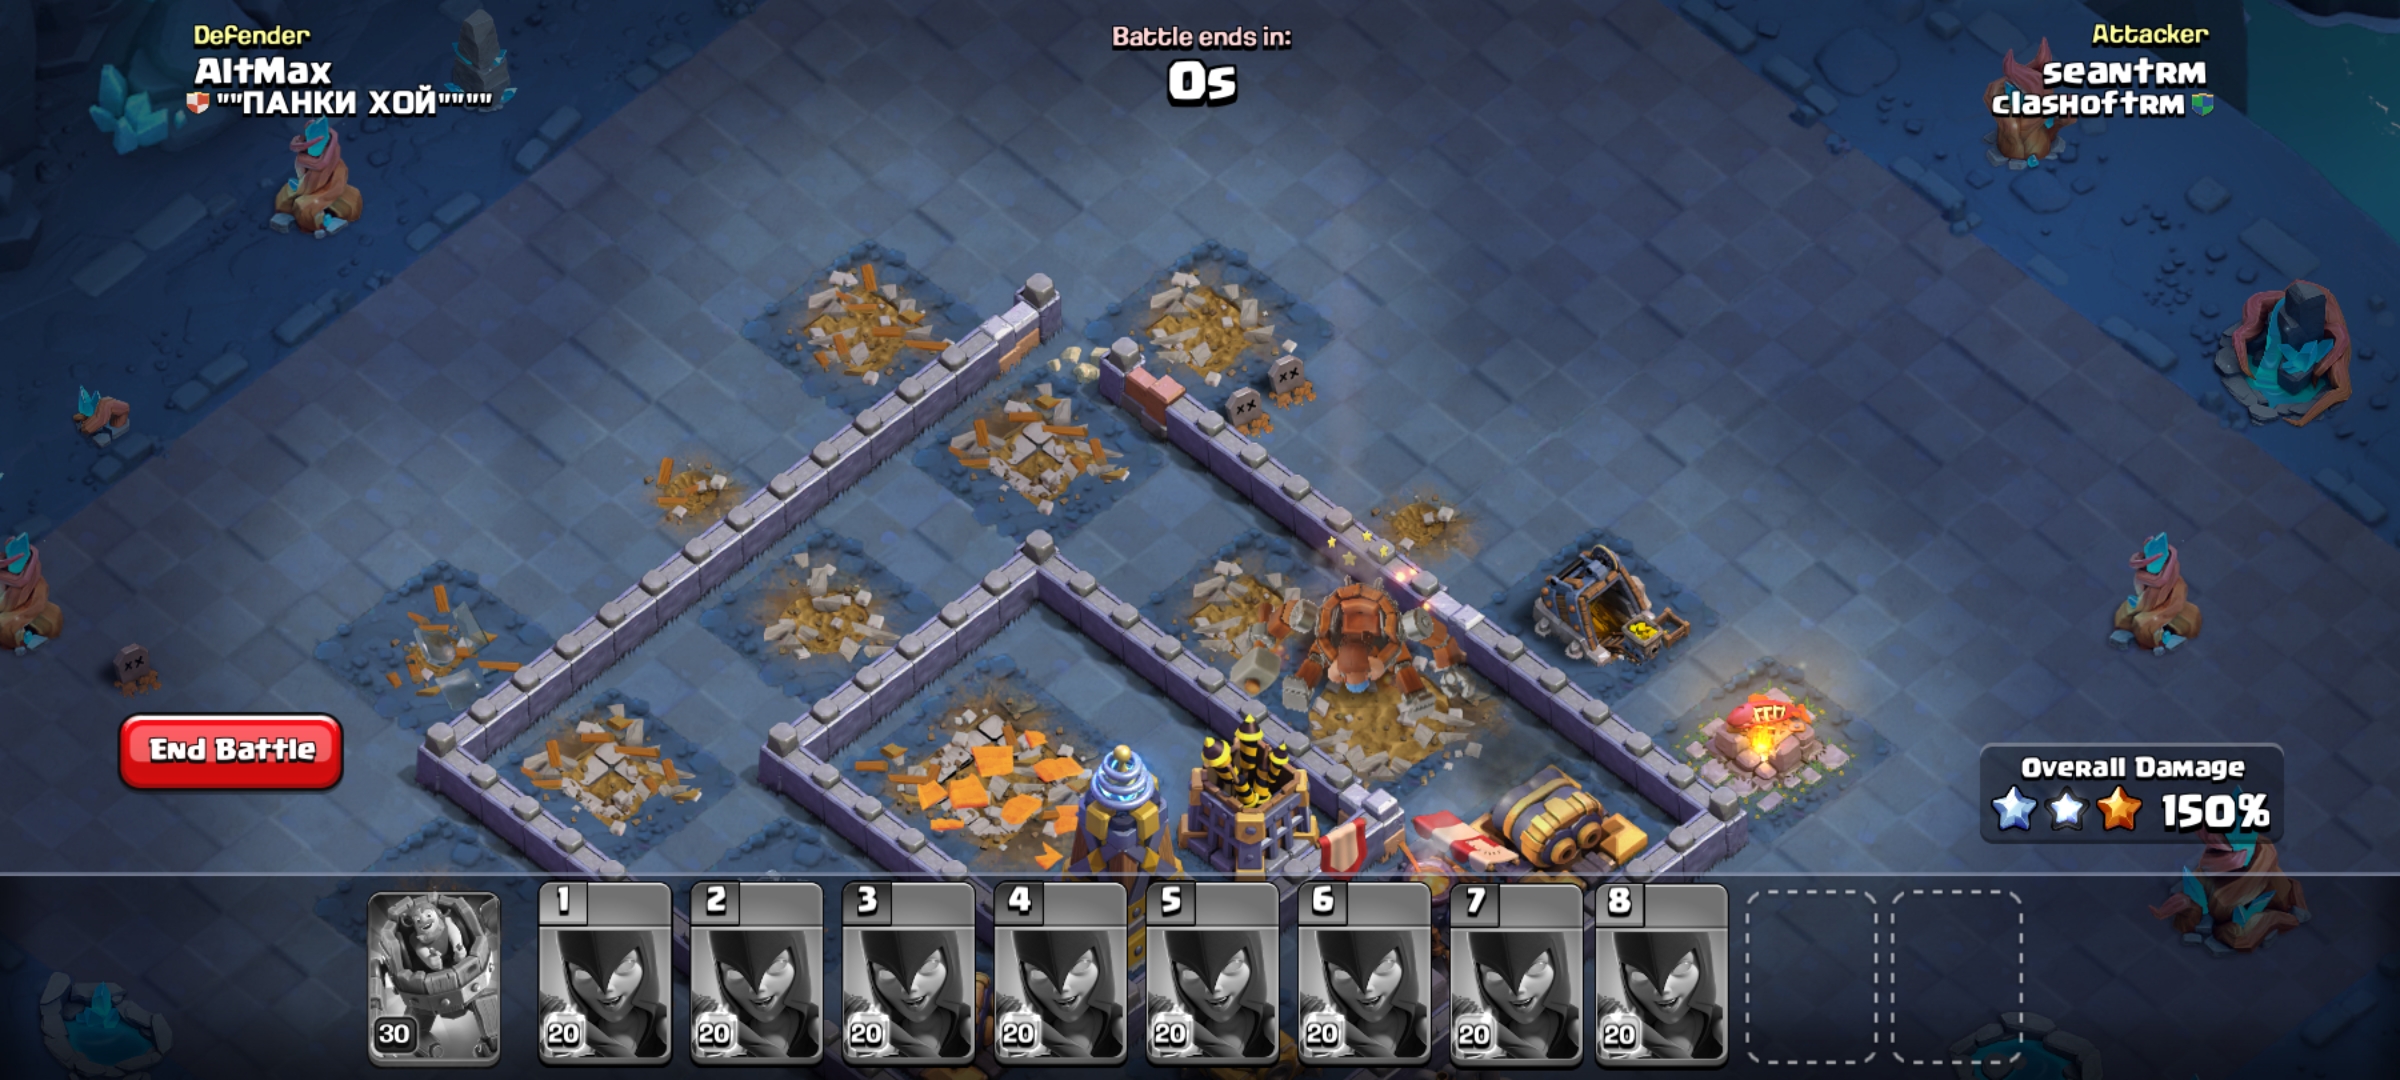 Defender
AltMax
""ПАНКИ ХОЙ""""
Battle ends in:
0s
Attacker
seantRM
clashoftRM
End Battle
Overall Damage
150%
1
2
3
4
5
6
7
8
30
20
20
20
20
20
20
20
20